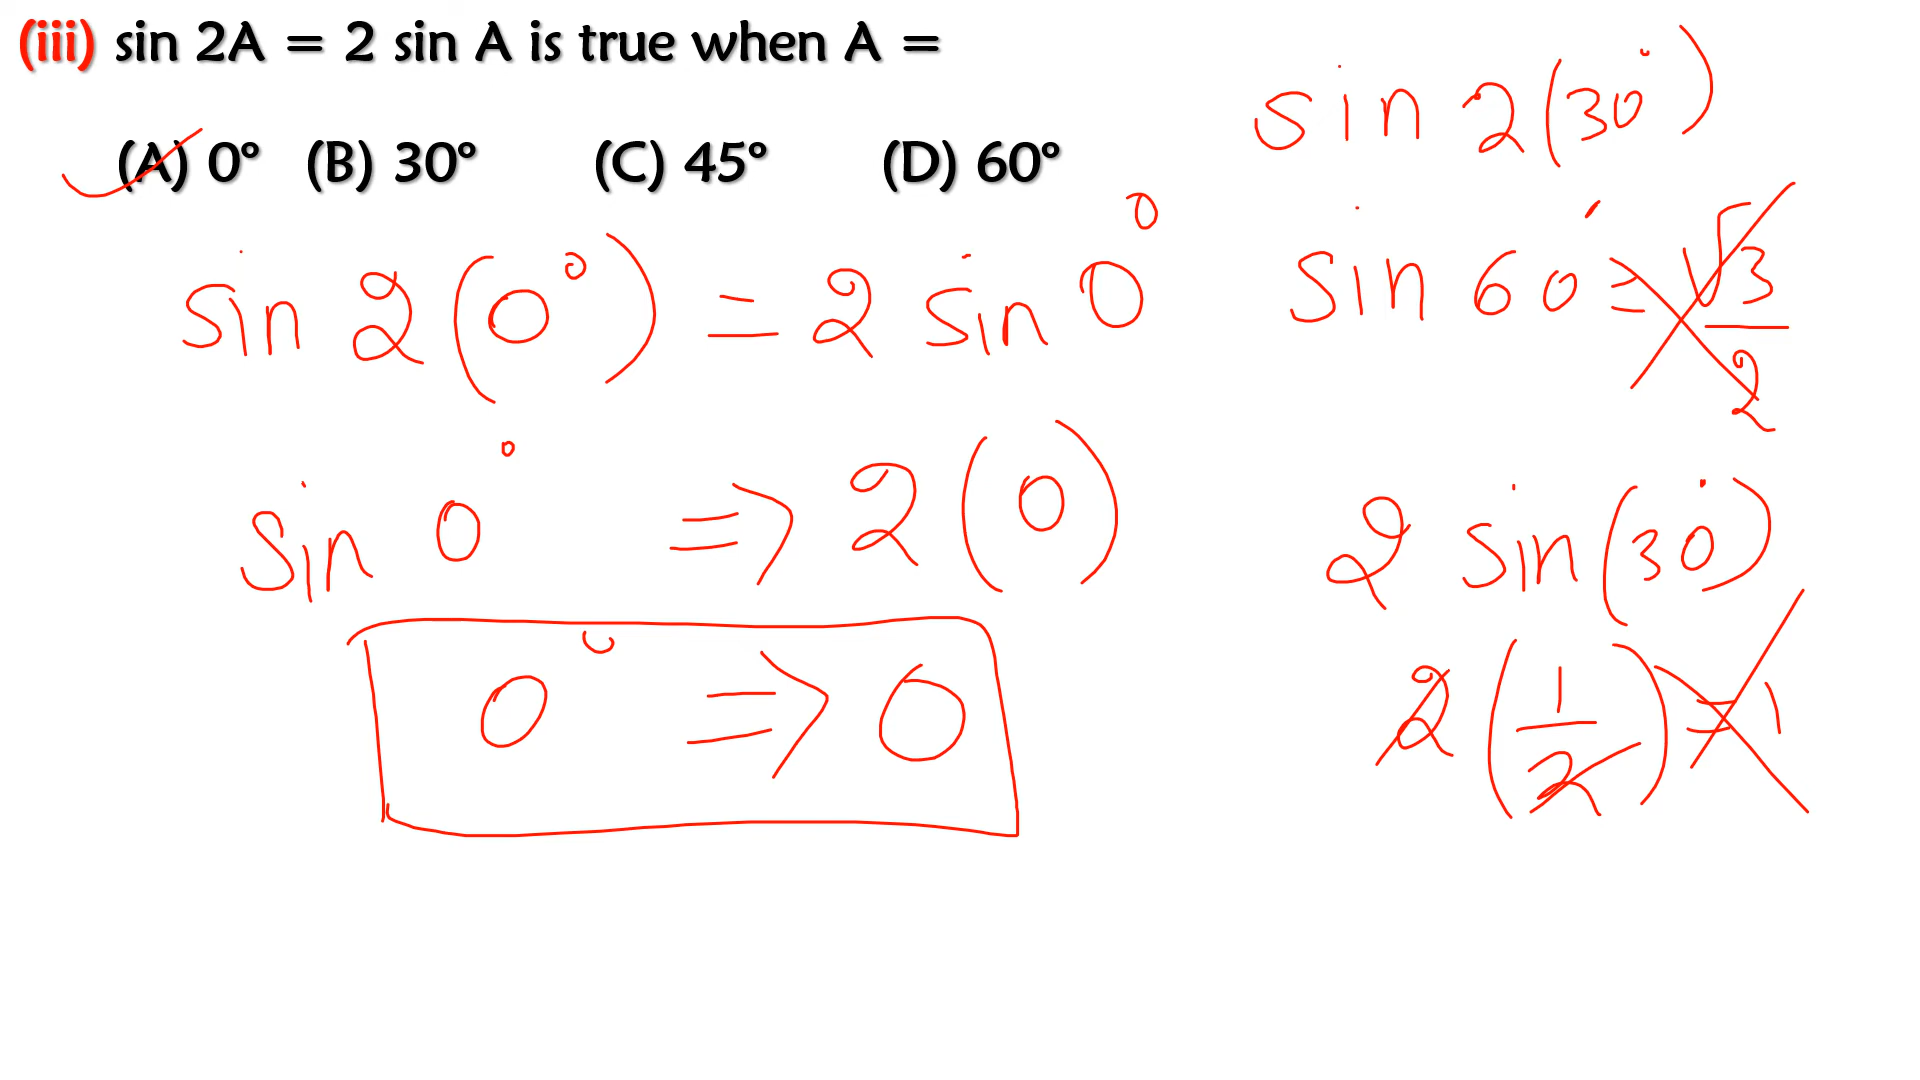 (iii) sin 2A = 2 sin A is true when A =
(A) 0° (B) 30° (C) 45° (D) 60°
sin 2(0°) = 2 sin 0°
sin 0° ⇒ 2(0)
0° ⇒ 0
sin 2(30°)
sin 60° = √3/2
2 sin(30°)
2(1/2) = 1